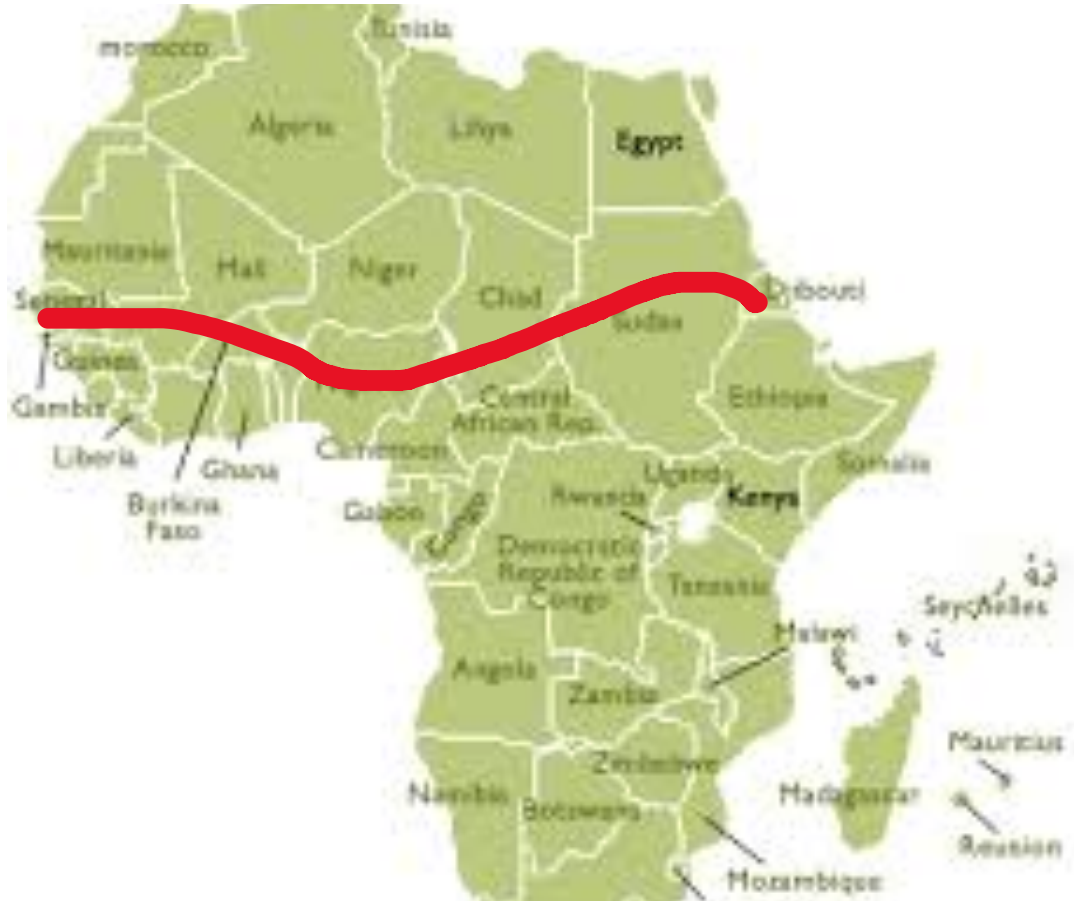 Tunisia
morocco
Algeria
Libya
Egypt
Mauritania
Mali
Niger
Chad
Djibouti
Senegal
Sudan
Guinea
Gambia
Central
African Rep.
Ethiopia
Liberia
Ghana
Cameroon
Somalia
Burkina
Faso
Uganda
Rwanda
Kenya
Gabon
Congo
Democratic
Republic of
Congo
Tanzania
Seychelles
Malawi
Angola
Zambia
Mauritius
Zimbabwe
Namibia
Botswana
Madagascar
Reunion
Mozambique